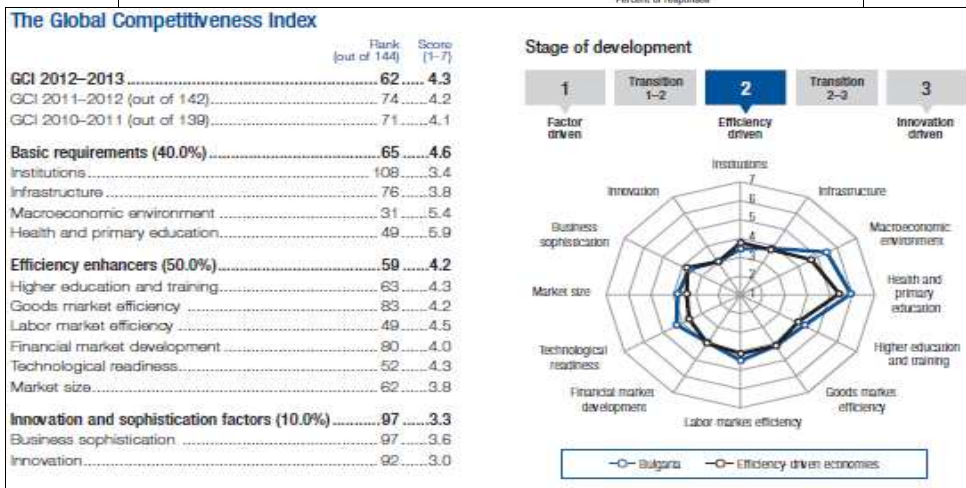 Percent of responses
The Global Competitiveness Index
Rank Score
(out of 144) (1–7)
GCI 2012–2013 62 4.3
GCI 2011–2012 (out of 142) 74 4.2
GCI 2010–2011 (out of 139) 71 4.1
Basic requirements (40.0%) 65 4.6
Institutions 108 3.4
Infrastructure 76 3.8
Macroeconomic environment 31 5.4
Health and primary education 49 5.9
Efficiency enhancers (50.0%) 59 4.2
Higher education and training 63 4.3
Goods market efficiency 83 4.2
Labor market efficiency 49 4.5
Financial market development 80 4.0
Technological readiness 52 4.3
Market size 62 3.8
Innovation and sophistication factors (10.0%) 97 3.3
Business sophistication 97 3.6
Innovation 92 3.0
Stage of development
1
Transition
1–2
2
Transition
2–3
3
Factor
driven
Efficiency
driven
Innovation
driven
Institutions
Infrastructure
Macroeconomic
environment
Health and
primary
education
Higher education
and training
Goods market
efficiency
Labor market efficiency
Financial market
development
Technological
readiness
Market size
Business
sophistication
Innovation
7
6
5
4
3
2
1
Bulgaria
Efficiency-driven economies